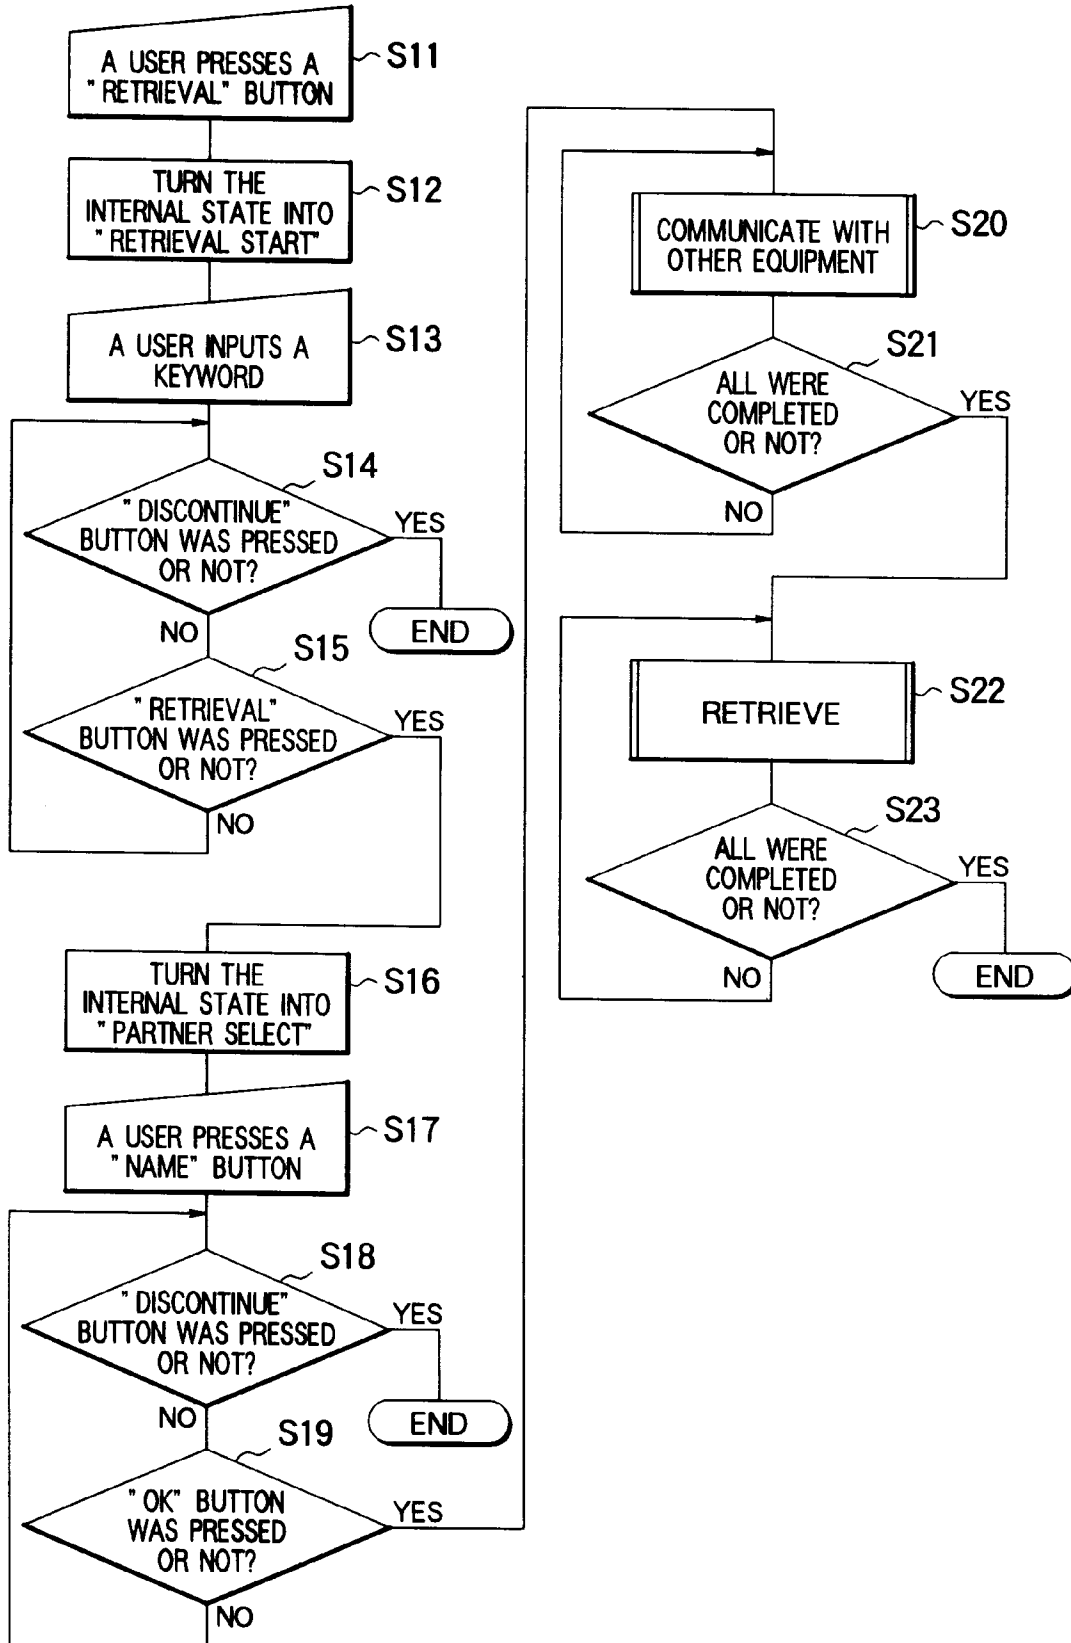 A USER PRESSES A
"RETRIEVAL" BUTTON
S11
TURN THE
INTERNAL STATE INTO
"RETRIEVAL START"
S12
A USER INPUTS A
KEYWORD
S13
S14
"DISCONTINUE"
BUTTON WAS PRESSED
OR NOT?
YES
NO
END
S15
"RETRIEVAL"
BUTTON WAS PRESSED
OR NOT?
YES
NO
TURN THE
INTERNAL STATE INTO
"PARTNER SELECT"
S16
A USER PRESSES A
"NAME" BUTTON
S17
S18
"DISCONTINUE"
BUTTON WAS PRESSED
OR NOT?
YES
NO
END
S19
"OK" BUTTON
WAS PRESSED
OR NOT?
YES
NO
COMMUNICATE WITH
OTHER EQUIPMENT
S20
S21
ALL WERE
COMPLETED
OR NOT?
YES
NO
RETRIEVE
S22
S23
ALL WERE
COMPLETED
OR NOT?
YES
NO
END